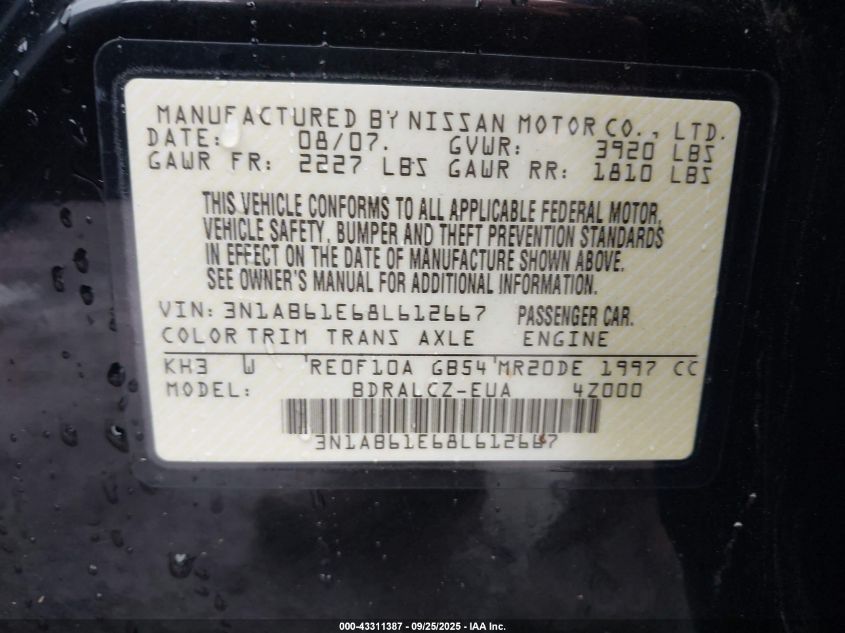 MANUFACTURED BY NISSAN MOTOR CO., LTD.
DATE: 08/07. GVWR: 3920 LBS
GAWR FR: 2227 LBS GAWR RR: 1810 LBS
THIS VEHICLE CONFORMS TO ALL APPLICABLE FEDERAL MOTOR,
VEHICLE SAFETY, BUMPER AND THEFT PREVENTION STANDARDS
IN EFFECT ON THE DATE OF MANUFACTURE SHOWN ABOVE.
SEE OWNER'S MANUAL FOR ADDITIONAL INFORMATION.
VIN: 3N1AB61E68L612667 PASSENGER CAR.
COLOR TRIM TRANS AXLE ENGINE
KH3 W RE0F10A GB54 MR20DE 1997 CC
MODEL: BDRALCZ-EUA 4Z000
3N1AB61E68L612667
000-43311387 - 09/25/2025 - IAA Inc.